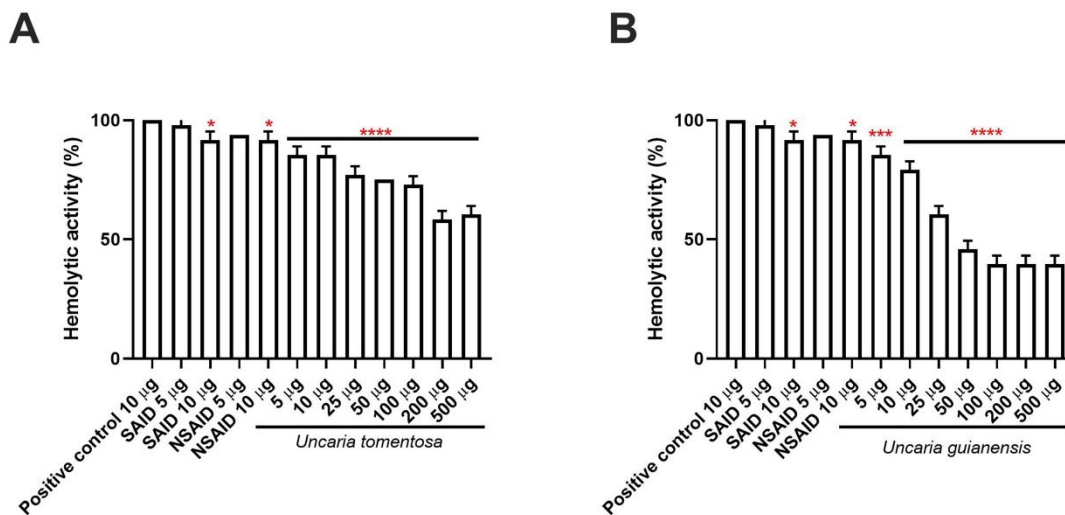 A
Hemolytic activity (%)
100
50
0
*
*
****
Positive control 10 µg
SAID 5 µg
SAID 10 µg
NSAID 5 µg
NSAID 10 µg
5 µg
10 µg
25 µg
50 µg
100 µg
200 µg
500 µg
Uncaria tomentosa
B
Hemolytic activity (%)
100
50
0
*
*
***
****
Positive control 10 µg
SAID 5 µg
SAID 10 µg
NSAID 5 µg
NSAID 10 µg
5 µg
10 µg
25 µg
50 µg
100 µg
200 µg
500 µg
Uncaria guianensis